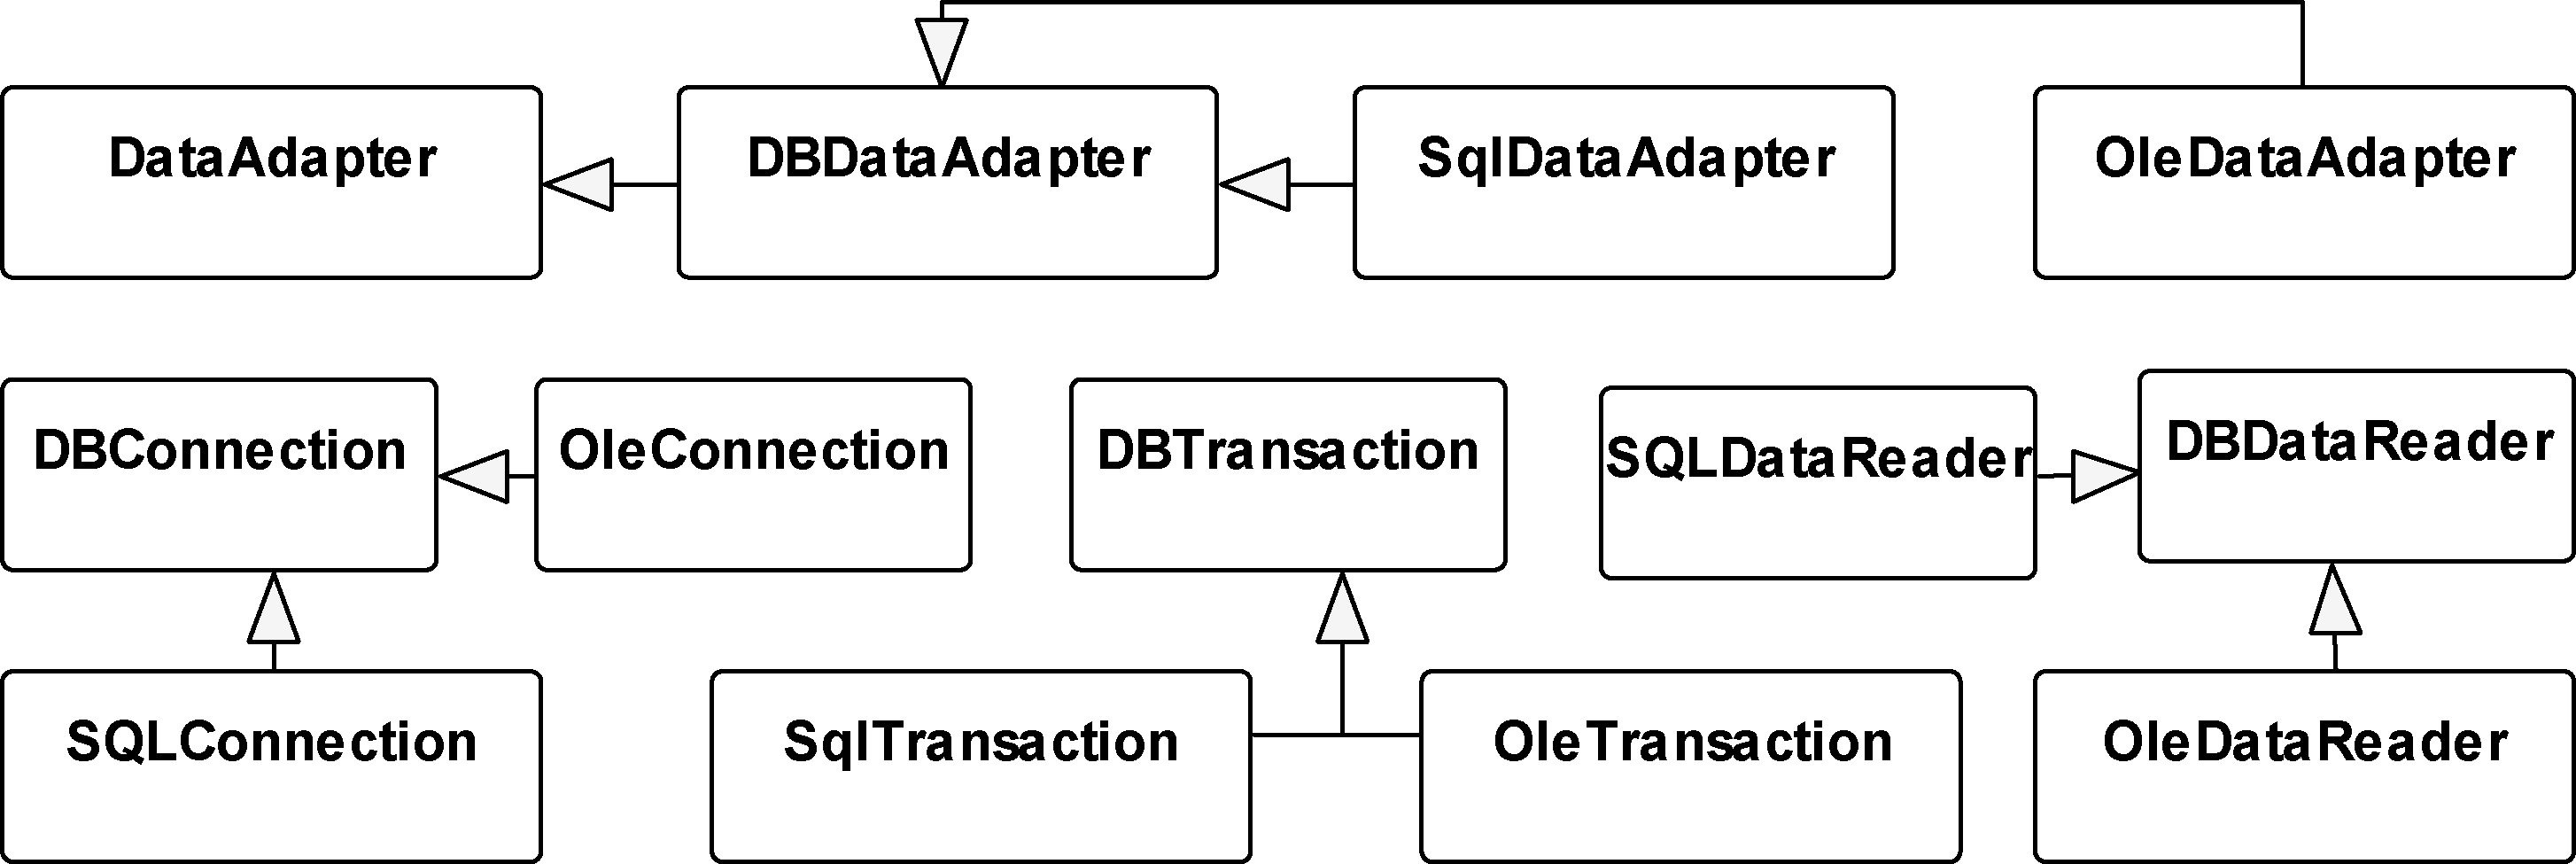 DataAdapter
DBDataAdapter
SqlDataAdapter
OleDataAdapter
DBConnection
OleConnection
DBTransaction
SQLDataReader
DBDataReader
SQLConnection
SqlTransaction
OleTransaction
OleDataReader